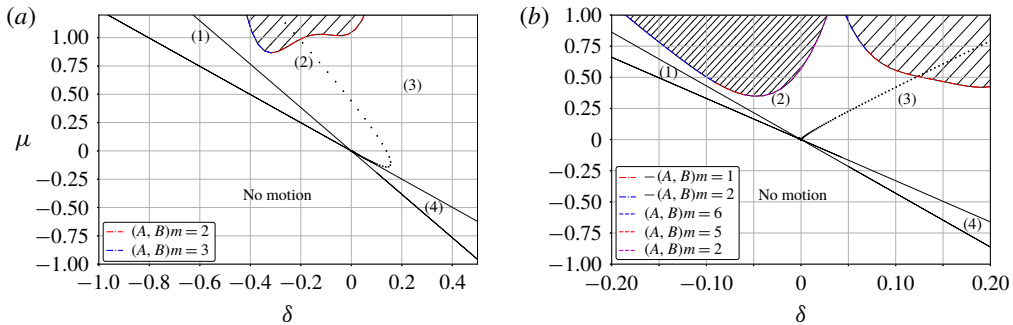 (a)
1.00
0.75
0.50
0.25
0
−0.25
−0.50
−0.75
−1.00
μ
(1)
(2)
(3)
(4)
No motion
(A, B)m = 2
(A, B)m = 3
−1.0
−0.8
−0.6
−0.4
−0.2
0
0.2
0.4
δ
(b)
1.00
0.75
0.50
0.25
0
−0.25
−0.50
−0.75
−1.00
(1)
(2)
(3)
(4)
No motion
−(A, B)m = 1
−(A, B)m = 2
(A, B)m = 6
(A, B)m = 5
(A, B)m = 2
−0.20
−0.10
0
0.10
0.20
δ